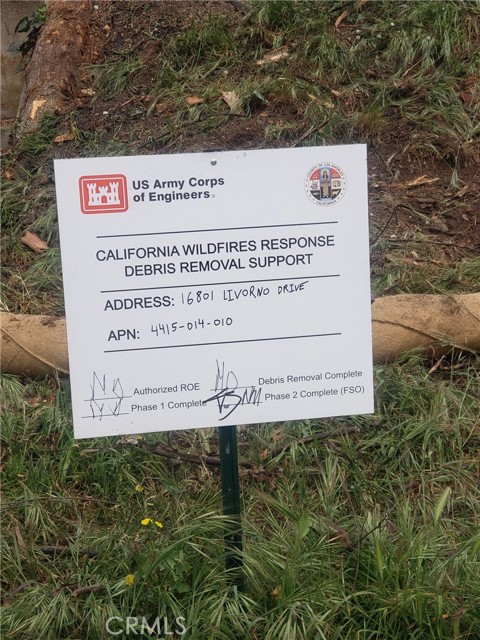 US Army Corps
of Engineers®
CALIFORNIA WILDFIRES RESPONSE
DEBRIS REMOVAL SUPPORT
ADDRESS: 16801 LIVORNO DRIVE
APN: 4415-014-010
Authorized ROE
Debris Removal Complete
Phase 1 Complete
Phase 2 Complete (FSO)
CRMLS